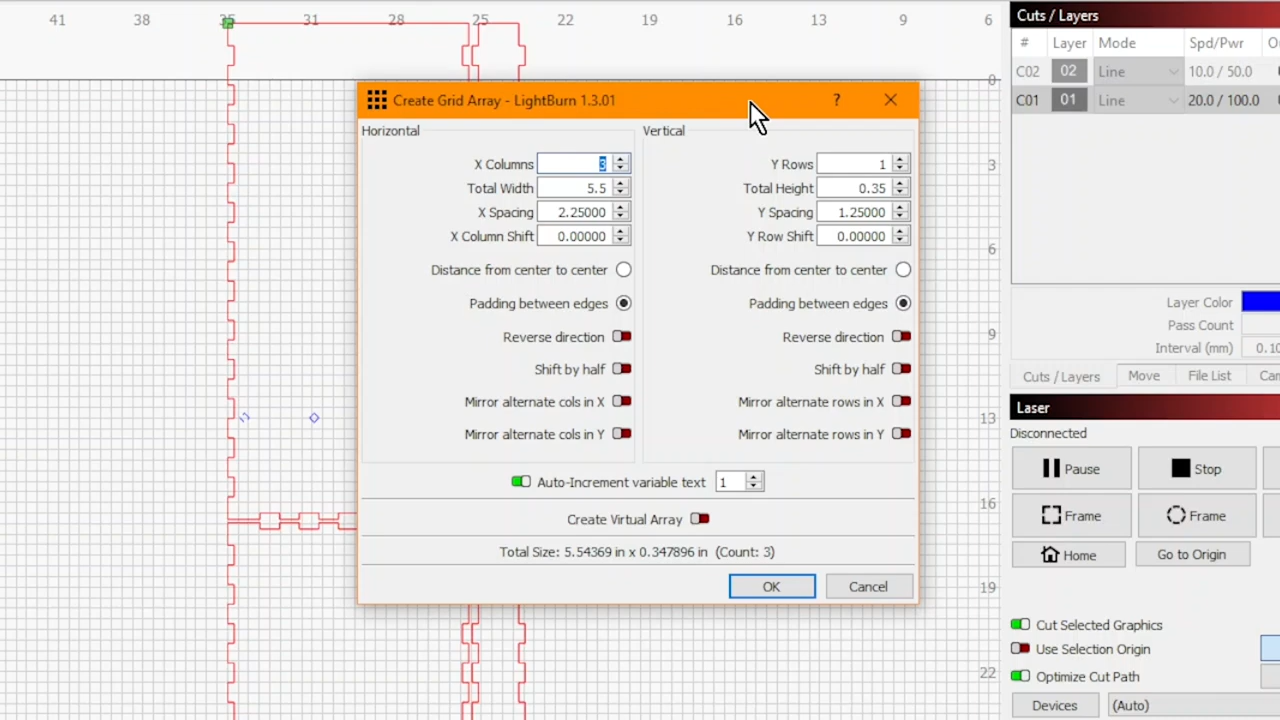 41 38 35 31 28 25 22 19 16 13 9 6
0
3
6
9
13
16
19
22
Create Grid Array - LightBurn 1.3.01 ?
Horizontal
X Columns 3
Total Width 5.5
X Spacing 2.25000
X Column Shift 0.00000
Distance from center to center
Padding between edges
Reverse direction
Shift by half
Mirror alternate cols in X
Mirror alternate cols in Y
Vertical
Y Rows 1
Total Height 0.35
Y Spacing 1.25000
Y Row Shift 0.00000
Distance from center to center
Padding between edges
Reverse direction
Shift by half
Mirror alternate rows in X
Mirror alternate rows in Y
Auto-Increment variable text 1
Create Virtual Array
Total Size: 5.54369 in x 0.347896 in (Count: 3)
OK Cancel
Cuts / Layers
# Layer Mode Spd/Pwr
C02 02 Line 10.0 / 50.0
C01 01 Line 20.0 / 100.0
Layer Color
Pass Count
Interval (mm) 0.10
Cuts / Layers Move File List
Laser
Disconnected
Pause Stop
Frame Frame
Home Go to Origin
Cut Selected Graphics
Use Selection Origin
Optimize Cut Path
Devices (Auto)